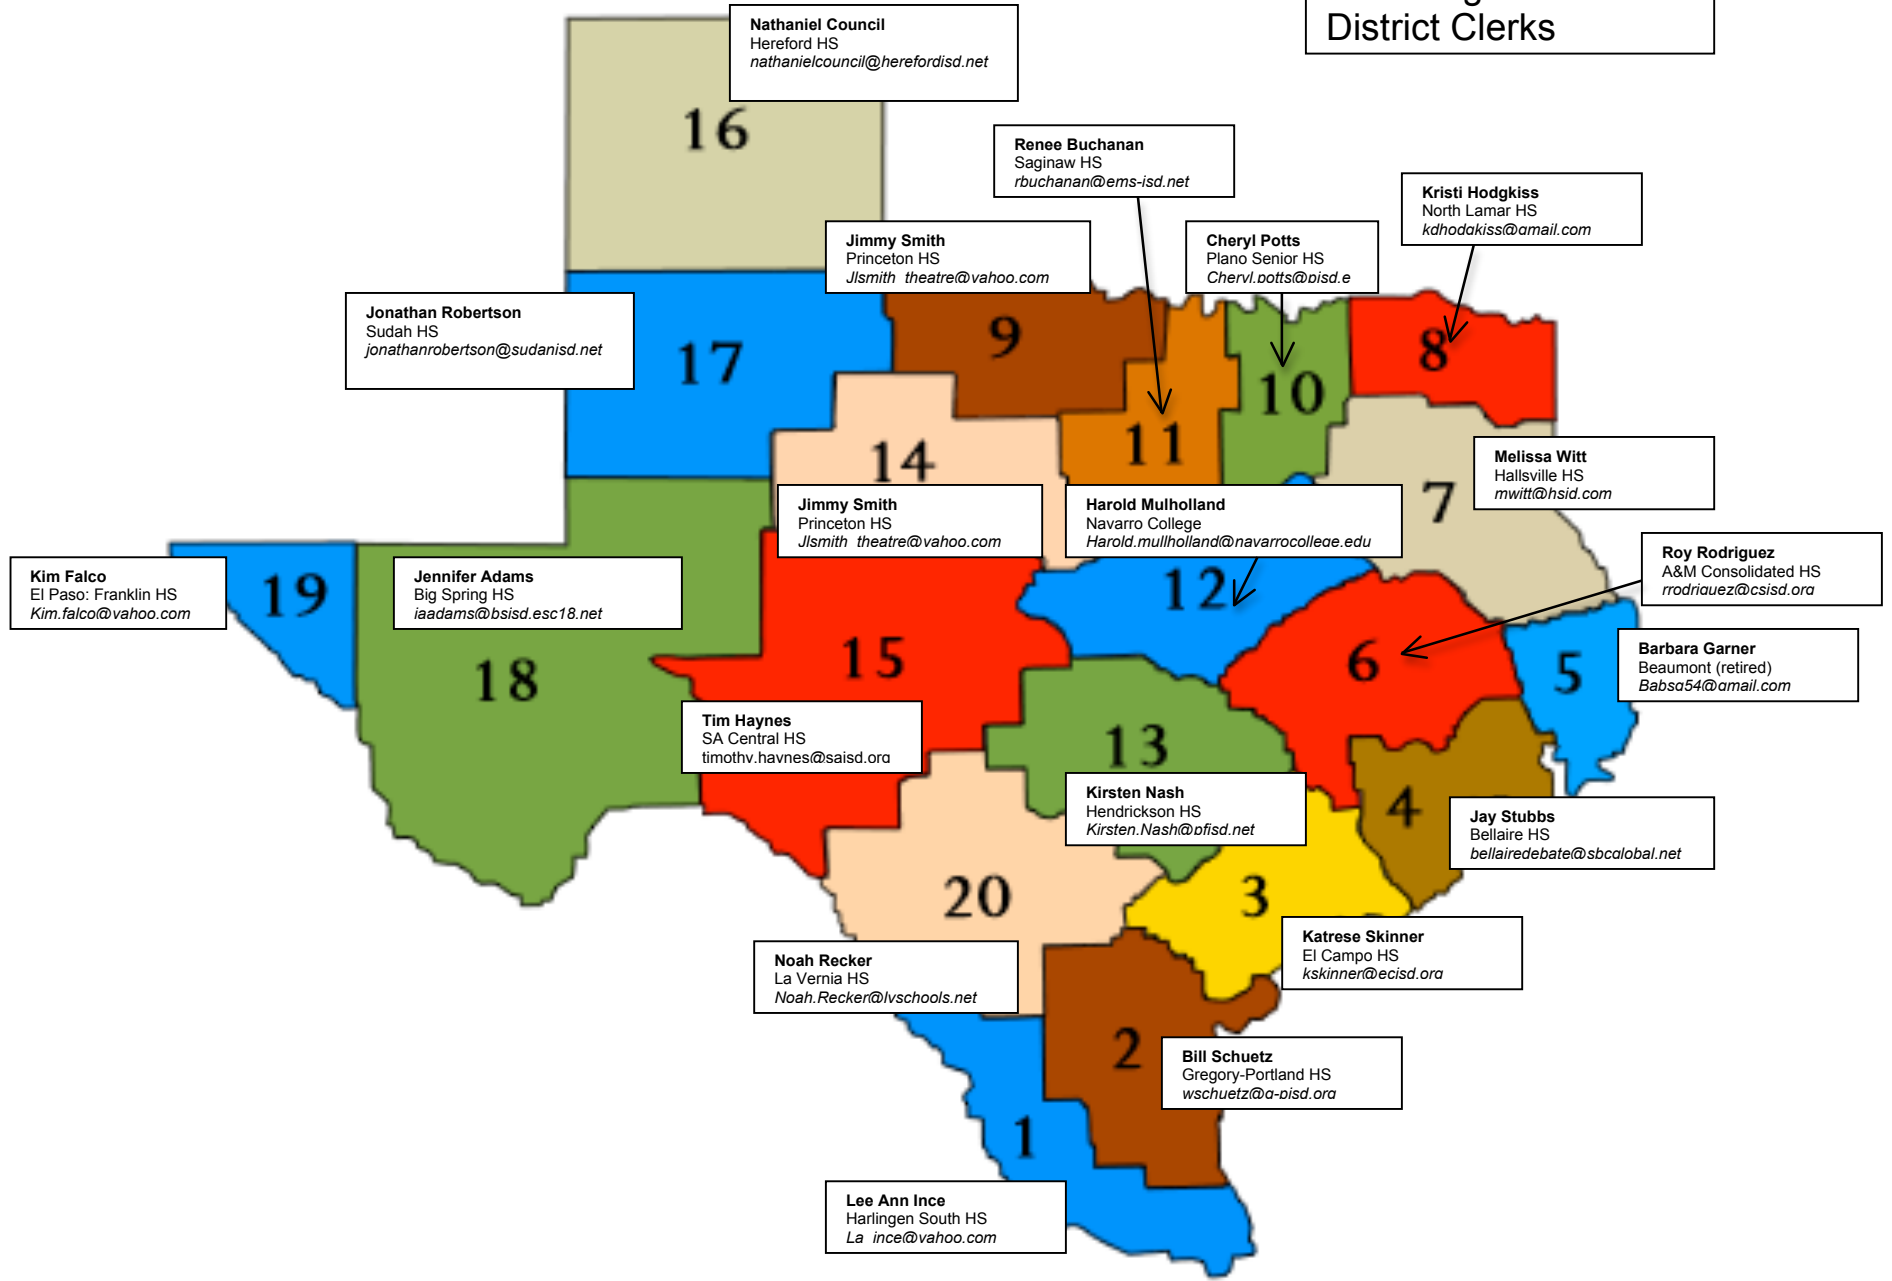 District Clerks
Nathaniel Council
Hereford HS
nathanielcouncil@herefordisd.net
16
Renee Buchanan
Saginaw HS
rbuchanan@ems-isd.net
Kristi Hodgkiss
North Lamar HS
kdhodgkiss@gmail.com
Jimmy Smith
Princeton HS
Jlsmith_theatre@yahoo.com
Cheryl Potts
Plano Senior HS
Cheryl.potts@pisd.e
Jonathan Robertson
Sudah HS
jonathanrobertson@sudanisd.net
17
9
8
10
11
14
Melissa Witt
Hallsville HS
mwitt@hsid.com
7
Jimmy Smith
Princeton HS
Jlsmith_theatre@yahoo.com
Harold Mulholland
Navarro College
Harold.mullholland@navarrocollege.edu
Roy Rodriguez
A&M Consolidated HS
rrodriguez@csisd.org
Kim Falco
El Paso: Franklin HS
Kim.falco@yahoo.com
19
Jennifer Adams
Big Spring HS
iaadams@bsisd.esc18.net
12
18
15
6
5
Barbara Garner
Beaumont (retired)
Babsg54@gmail.com
Tim Haynes
SA Central HS
timothy.haynes@saisd.org
13
Kirsten Nash
Hendrickson HS
Kirsten.Nash@pfisd.net
4
Jay Stubbs
Bellaire HS
bellairedebate@sbcglobal.net
20
3
Katrese Skinner
El Campo HS
kskinner@ecisd.org
Noah Recker
La Vernia HS
Noah.Recker@lvschools.net
2
Bill Schuetz
Gregory-Portland HS
wschuetz@g-pisd.org
1
Lee Ann Ince
Harlingen South HS
La_ince@yahoo.com